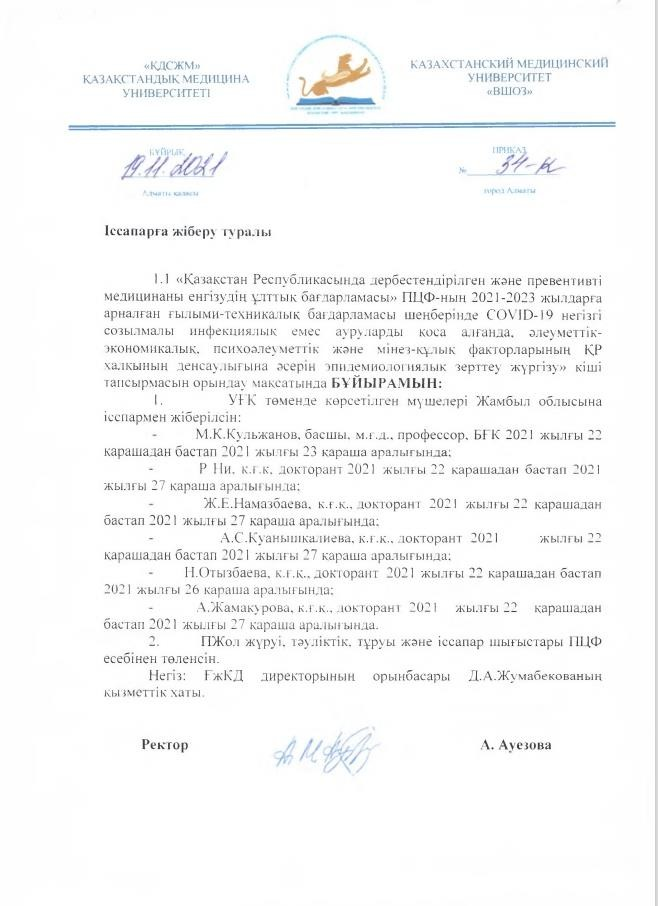 «ҚДСЖМ»
ҚАЗАҚСТАНДЫҚ МЕДИЦИНА
УНИВЕРСИТЕТІ
КАЗАХСТАНСКИЙ МЕДИЦИНСКИЙ
УНИВЕРСИТЕТ
«ВШОЗ»
БҰЙРЫҚ
19.11.2021
Алматы қаласы
ПРИКАЗ
№ 34-к
город Алматы
Іссапарға жіберу туралы
1.1 «Қазақстан Республикасында дербестендірілген және превентивті
медицинаны енгізудің ұлттық бағдарламасы» ПЦФ-ның 2021-2023 жылдарға
арналған ғылыми-техникалық бағдарламасы шеңберінде COVID-19 негізгі
созылмалы инфекциялық емес ауруларды қоса алғанда, әлеуметтік-
экономикалық, психоәлеуметтік және мінез-құлық факторларының ҚР
халқының денсаулығына әсерін эпидемиологиялық зерттеу жүргізу» кіші
тапсырмасын орындау мақсатында БҰЙЫРАМЫН:
1. УҒК төменде көрсетілген мүшелері Жамбыл облысына
ісспармен жіберілсін:
- М.К.Кульжанов, басшы, м.ғ.д., профессор, БҒК 2021 жылғы 22
қарашадан бастап 2021 жылғы 23 қараша аралығында;
- Р Ни, к.ғ.к, докторант 2021 жылғы 22 қарашадан бастап 2021
жылғы 27 қараша аралығында;
- Ж.Е.Намазбаева, к.ғ.к., докторант 2021 жылғы 22 қарашадан
бастап 2021 жылғы 27 қараша аралығында;
- А.С.Куанышкалиева, к.ғ.к., докторант 2021 жылғы 22
қарашадан бастап 2021 жылғы 27 қараша аралығында;
- Н.Отызбаева, к.ғ.к., докторант 2021 жылғы 22 қарашадан бастап
2021 жылғы 26 қараша аралығында;
- А.Жамакурова, к.ғ.к., докторант 2021 жылғы 22 қарашадан
бастап 2021 жылғы 27 қараша аралығында.
2. ПЖол жүруі, тәуліктік, тұруы және іссапар шығыстары ПЦФ
есебінен төленсін.
Негіз: ҒжКД директорының орынбасары Д.А.Жумабекованың
қызметтік хаты.
Ректор
А. Ауезова